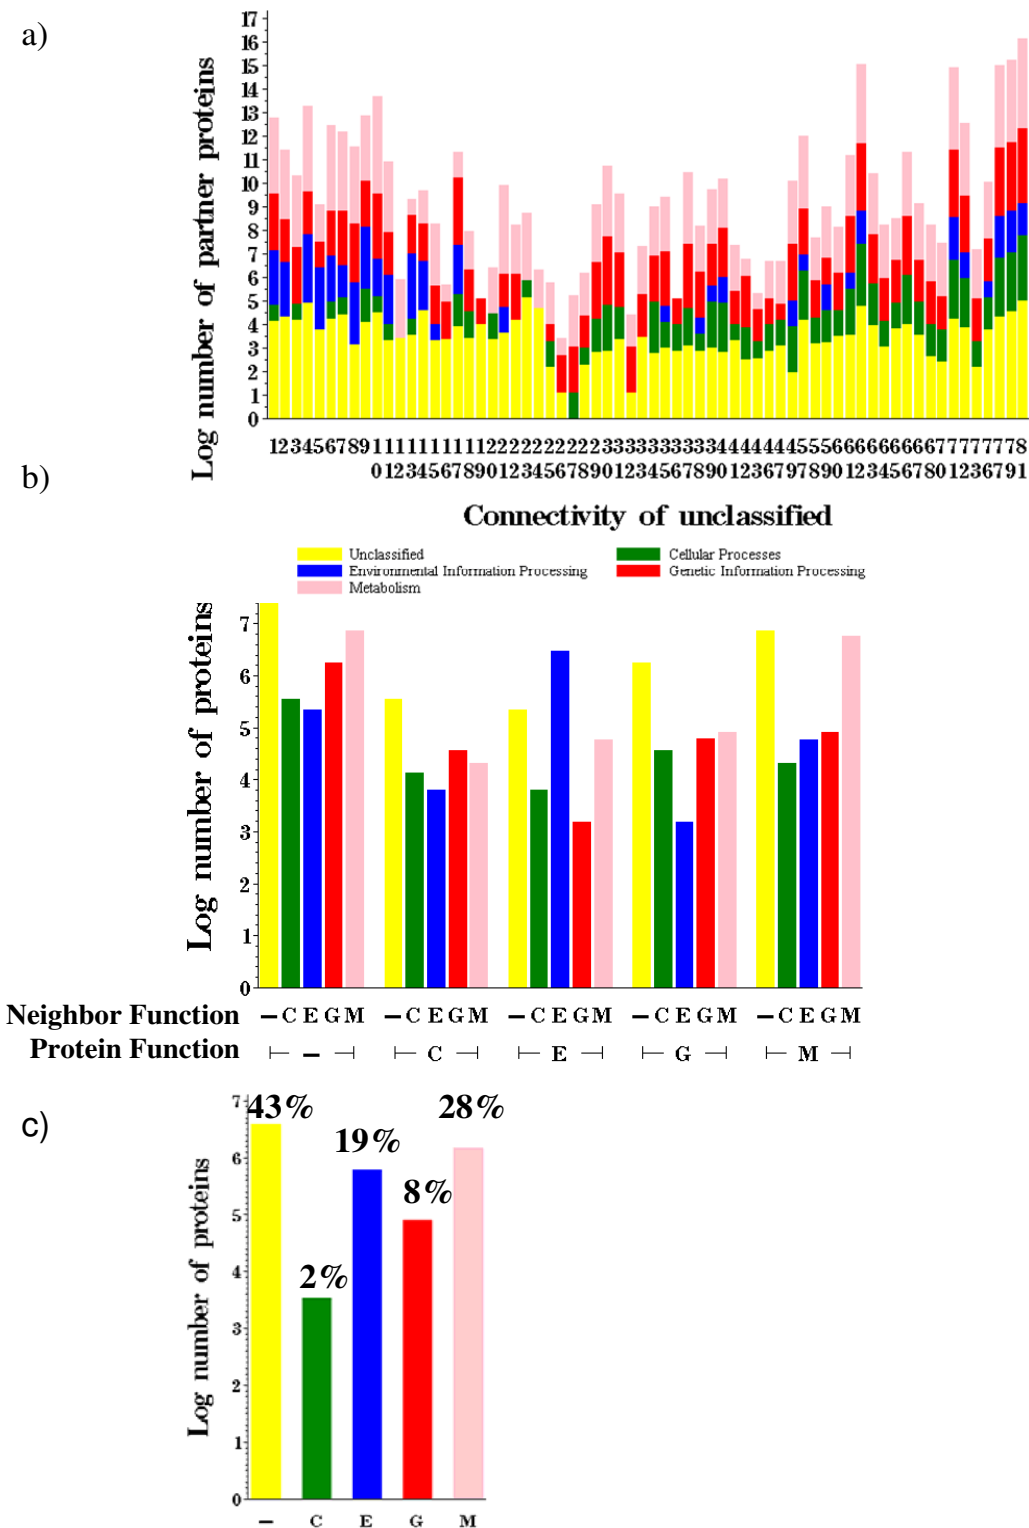 a)
17
16
15
14
13
12
11
10
9
8
7
6
5
4
3
2
1
0
Log number of partner proteins
Connectivity of unclassified
Unclassified
Cellular Processes
Environmental Information Processing
Genetic Information Processing
Metabolism
b)
7
6
5
4
3
2
1
0
Log number of proteins
Neighbor Function – C E G M – C E G M – C E G M – C E G M – C E G M
Protein Function – C E G M
c)
7
6
5
4
3
2
1
0
Log number of proteins
43%
2%
19%
8%
28%
– C E G M